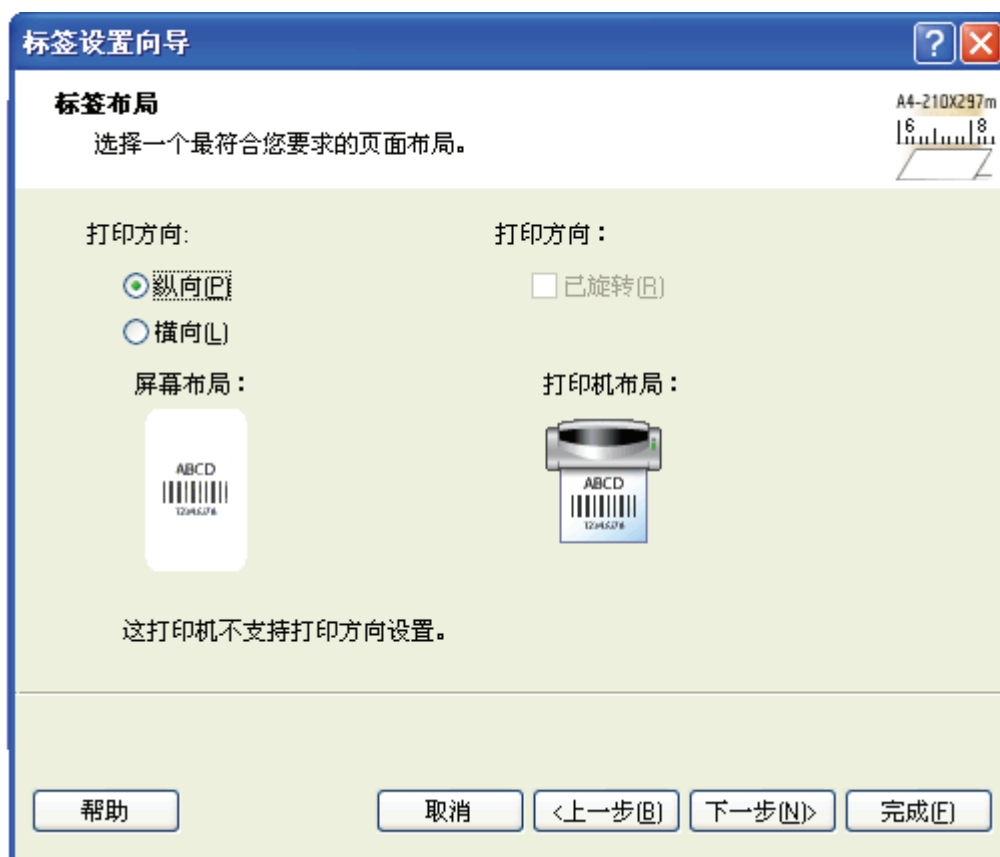 标签设置向导
标签布局
选择一个最符合您要求的页面布局。
A4-210X297m
6 8
打印方向:
打印方向：
纵向(P)
已旋转(R)
横向(L)
屏幕布局：
打印机布局：
ABCD
ABCD
这打印机不支持打印方向设置。
帮助
取消
<上一步(B)
下一步(N)>
完成(F)